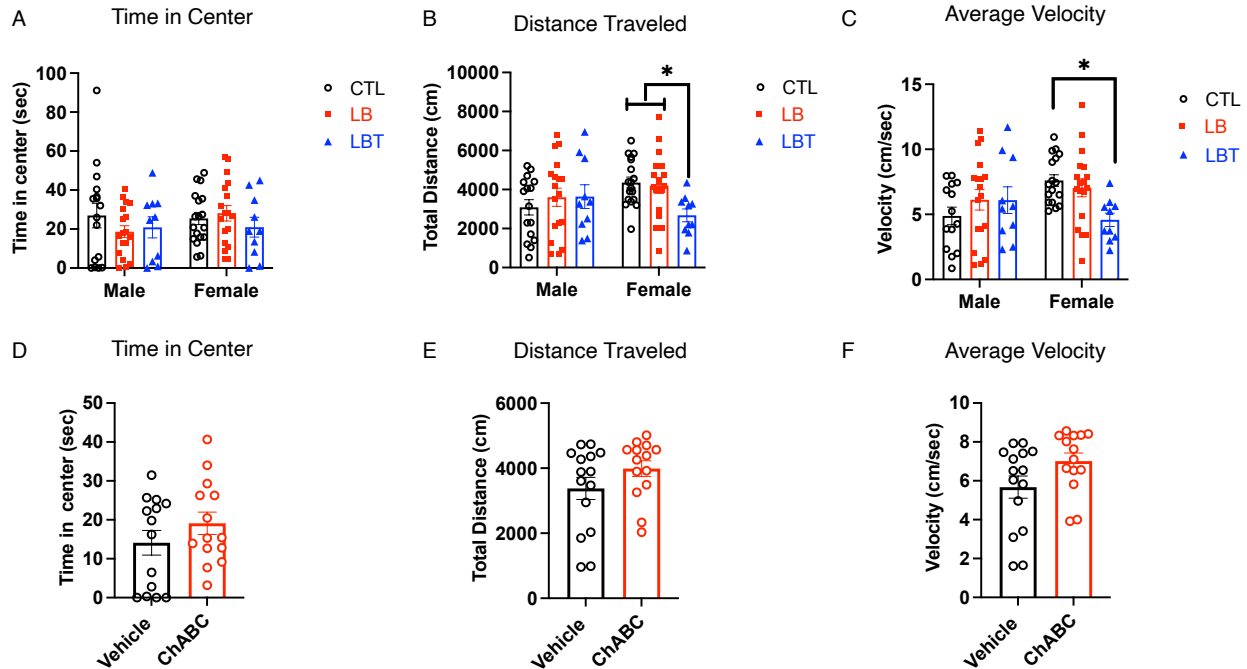 A
Time in Center
Time in center (sec)
100
80
60
40
20
0
Male
Female
CTL
LB
LBT
B
Distance Traveled
Total Distance (cm)
10000
8000
6000
4000
2000
0
*
Male
Female
CTL
LB
LBT
C
Average Velocity
Velocity (cm/sec)
15
10
5
0
*
Male
Female
CTL
LB
LBT
D
Time in Center
Time in center (sec)
50
40
30
20
10
0
Vehicle
ChABC
E
Distance Traveled
Total Distance (cm)
6000
4000
2000
0
Vehicle
ChABC
F
Average Velocity
Velocity (cm/sec)
10
8
6
4
2
0
Vehicle
ChABC